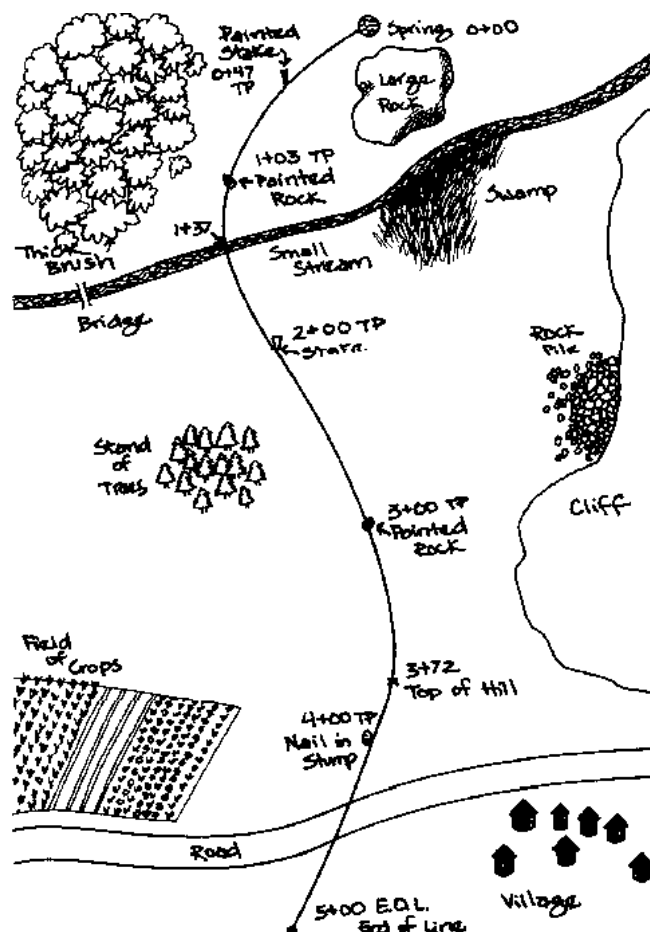 Painted
Stake
0+47
TP
Spring 0+00
Large
Rock
1+03 TP
Painted
Rock
1+37
Swamp
Thick
Brush
Small
Stream
Bridge
2+00 TP
Stake
Rock
Pile
Stand
of
Trees
3+00 TP
Painted
Rock
Cliff
Field
of
Crops
3+72
Top of Hill
4+00 TP
Nail in
Stump
Road
Village
5+00 E.O.L.
End of Line